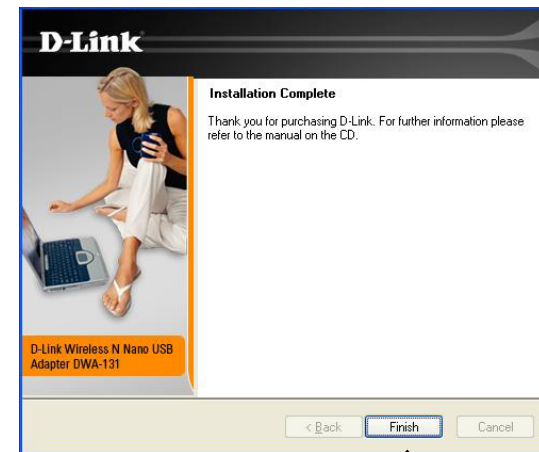 D-Link
Installation Complete
Thank you for purchasing D-Link. For further information please
refer to the manual on the CD.
D-Link Wireless N Nano USB
Adapter DWA-131
< Back
Finish
Cancel